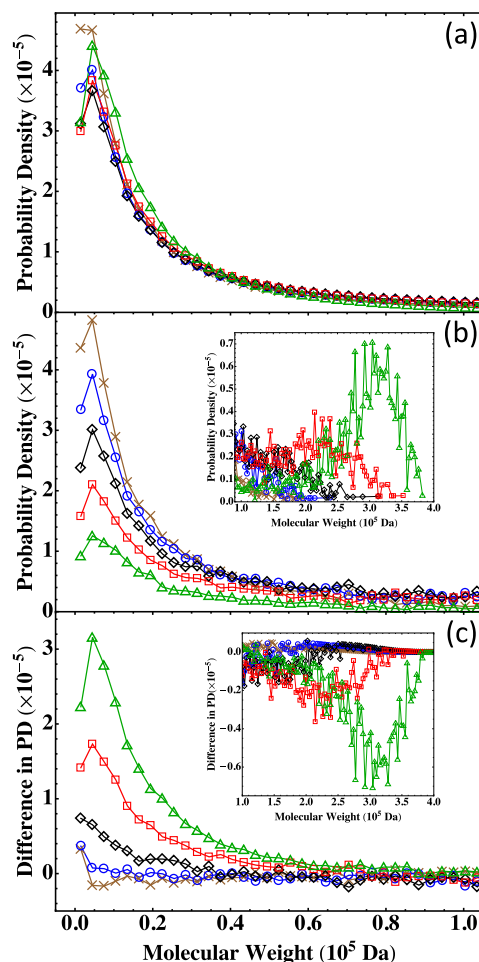 (a)
Probability Density (×10⁻⁵)
4
3
2
1
0
(b)
Probability Density (×10⁻⁵)
4
3
2
1
0
Probability Density (×10⁻⁵)
0.7
0.6
0.5
0.4
0.3
0.2
0.1
0.0
1.0 1.5 2.0 2.5 3.0 3.5 4.0
Molecular Weight (10⁵ Da)
(c)
Difference in PD(×10⁻⁵)
3
2
1
0
Difference in PD(×10⁻⁵)
0.0
−0.2
−0.4
−0.6
1.0 1.5 2.0 2.5 3.0 3.5 4.0
Molecular Weight (10⁵ Da)
0.0 0.2 0.4 0.6 0.8 1.0
Molecular Weight (10⁵ Da)